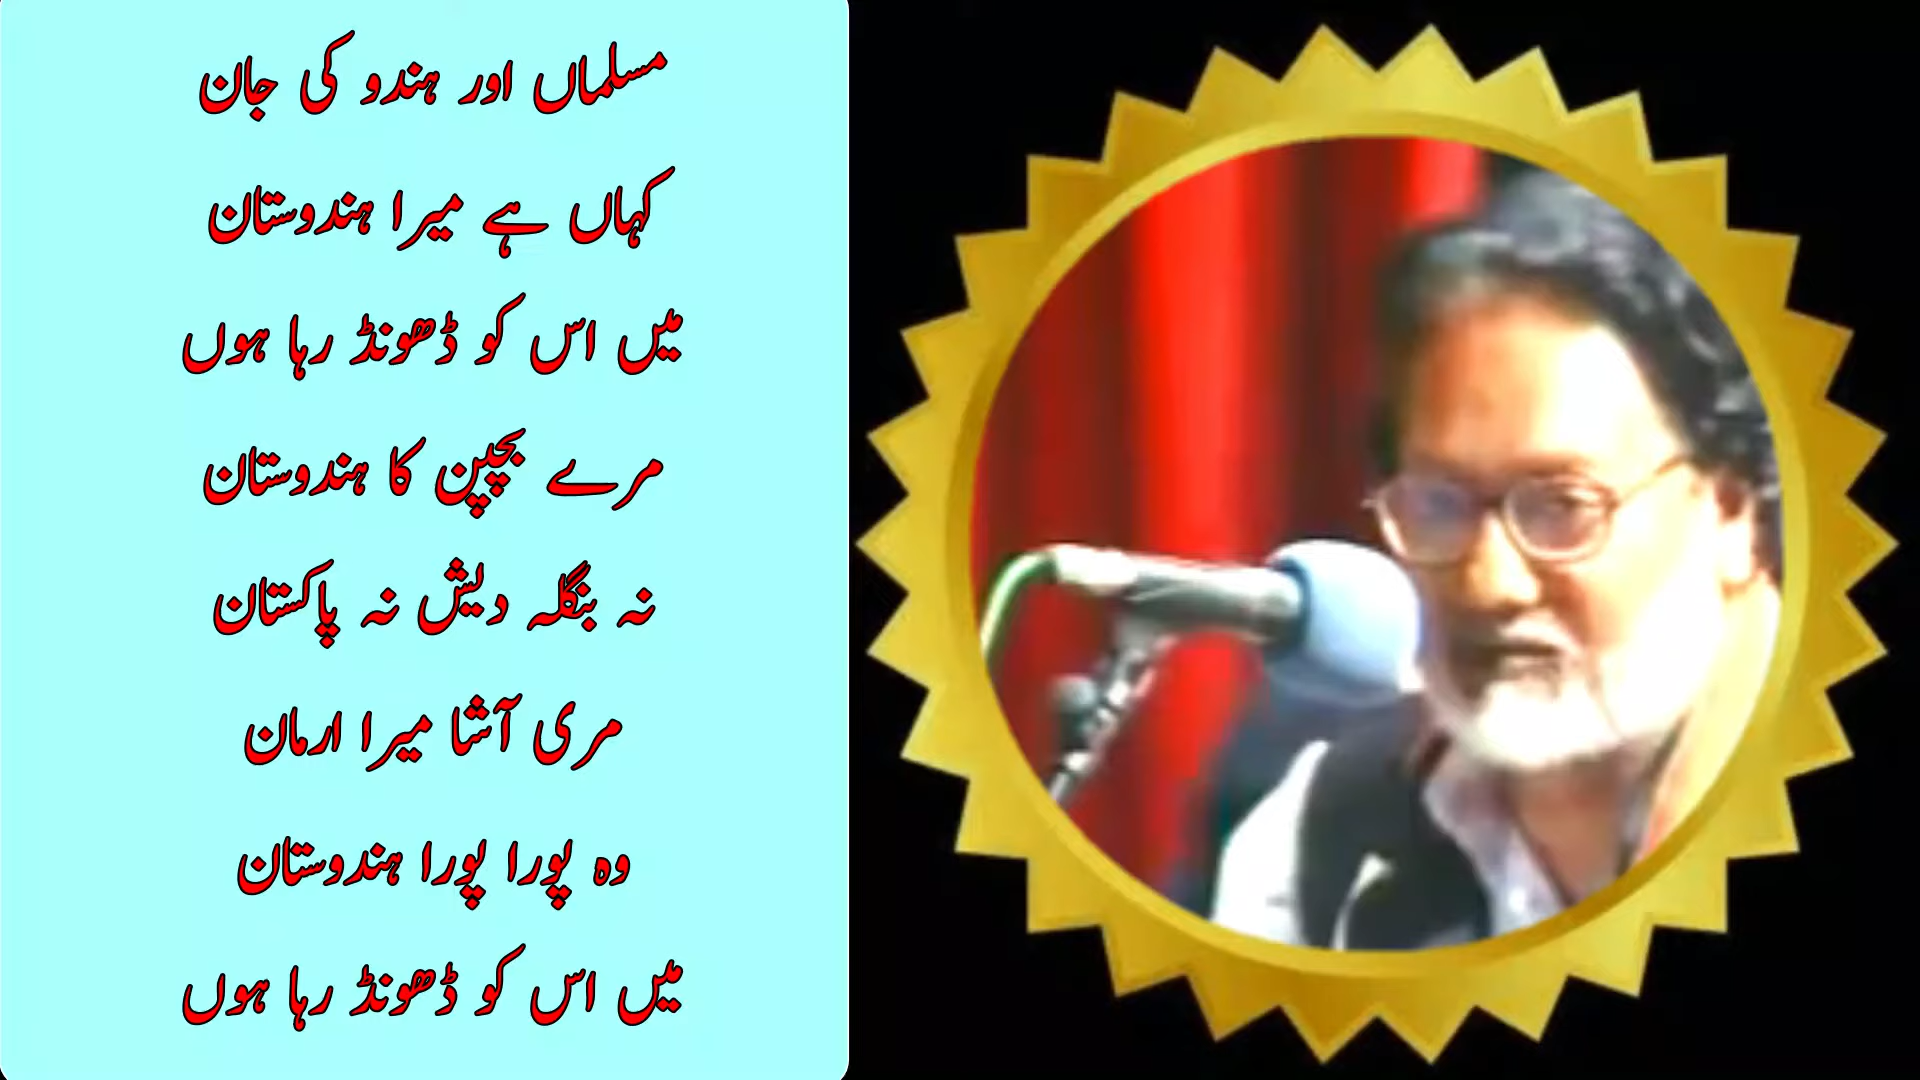 مسلماں اور ہندو کی جان
کہاں ہے میرا ہندوستان
میں اس کو ڈھونڈ رہا ہوں
مرے بچپن کا ہندوستان
نہ بنگلہ دیش نہ پاکستان
مری آشا میرا ارمان
وہ پورا پورا ہندوستان
میں اس کو ڈھونڈ رہا ہوں